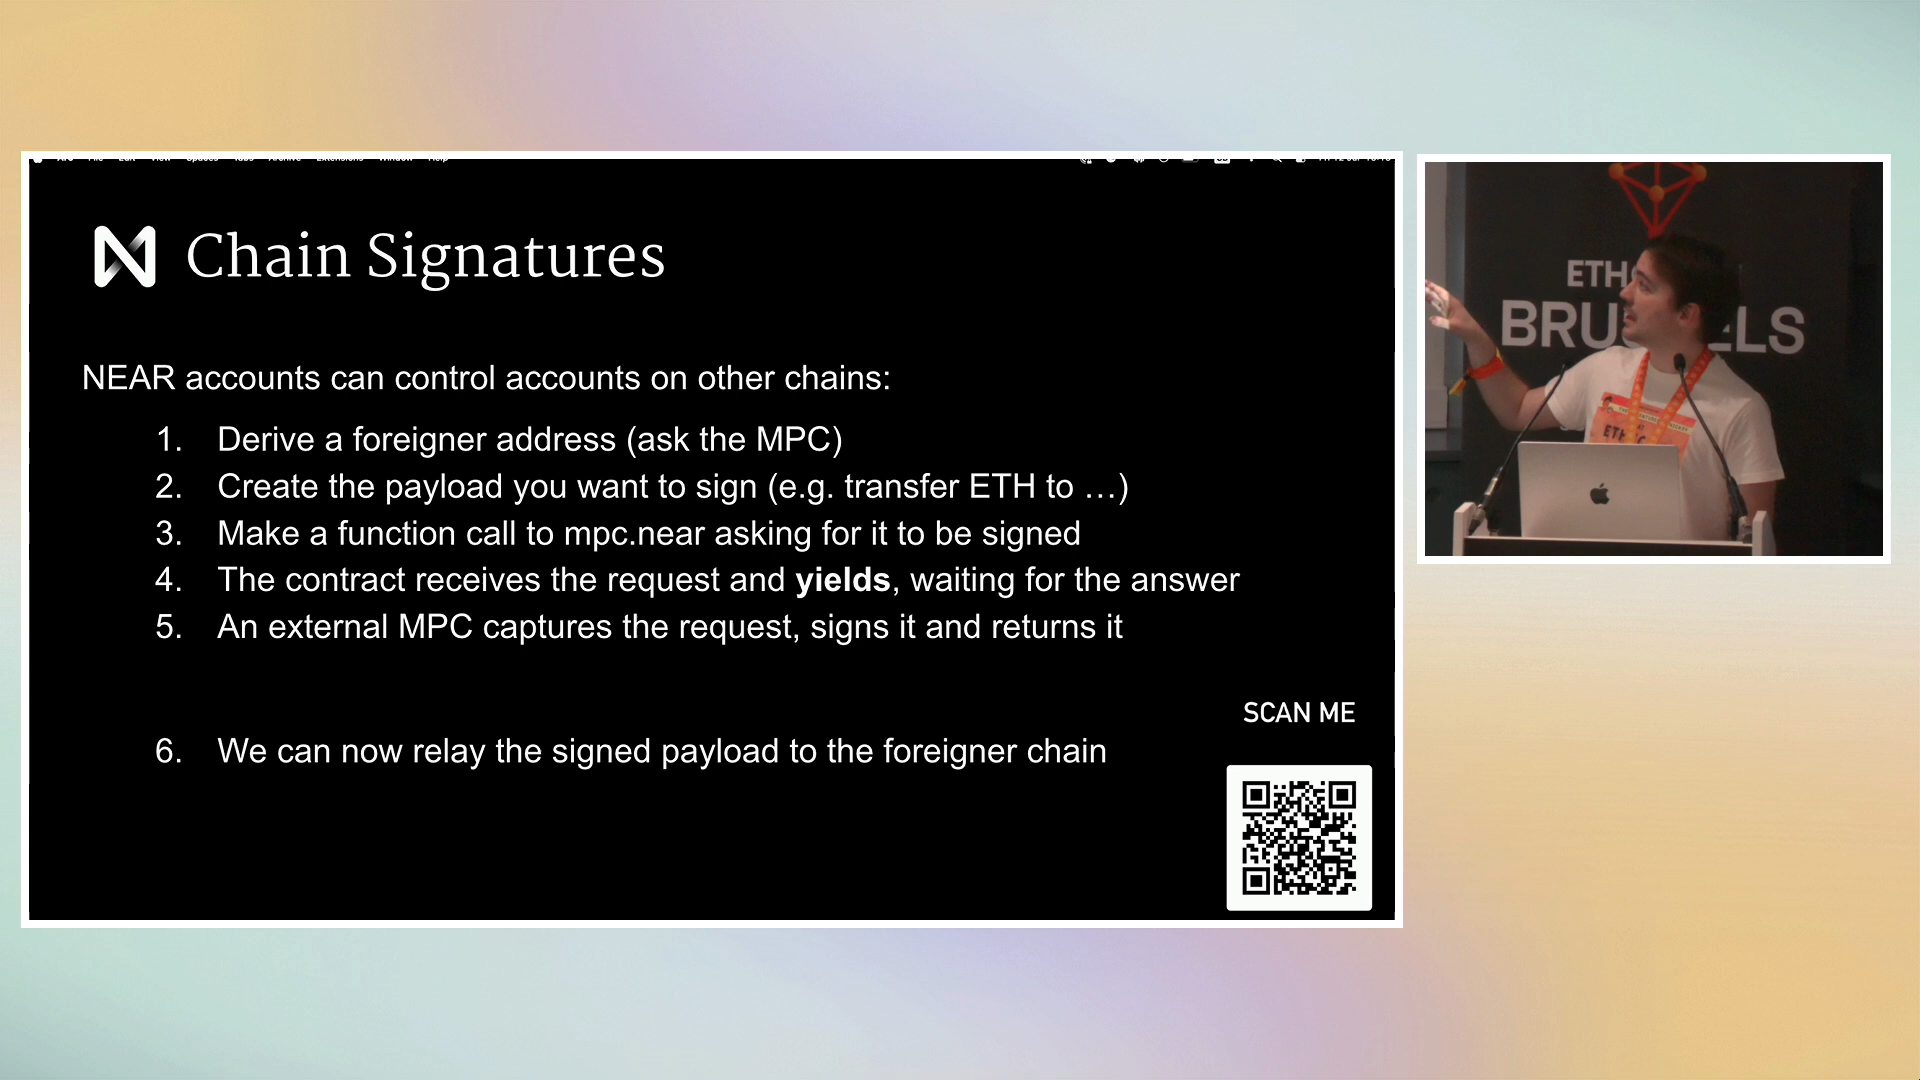 Chain Signatures
NEAR accounts can control accounts on other chains:
1. Derive a foreigner address (ask the MPC)
2. Create the payload you want to sign (e.g. transfer ETH to …)
3. Make a function call to mpc.near asking for it to be signed
4. The contract receives the request and yields, waiting for the answer
5. An external MPC captures the request, signs it and returns it
6. We can now relay the signed payload to the foreigner chain
SCAN ME
ETH
BRU ELS